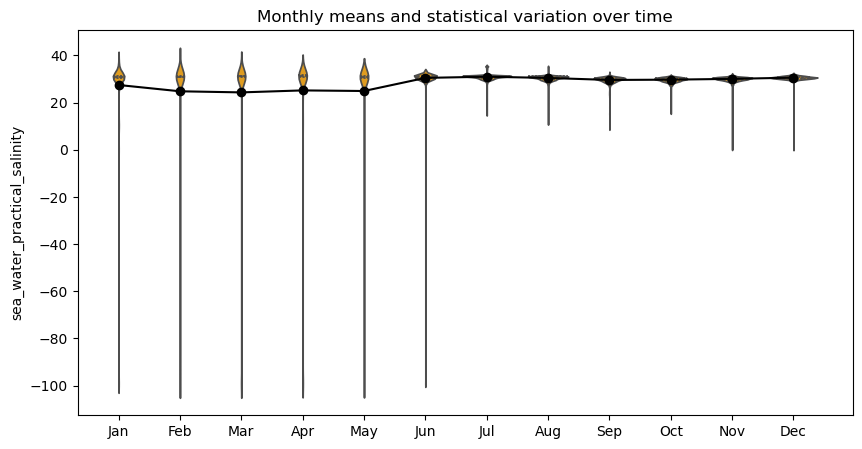 Monthly means and statistical variation over time
sea_water_practical_salinity
40
20
0
−20
−40
−60
−80
−100
Jan Feb Mar Apr May Jun Jul Aug Sep Oct Nov Dec